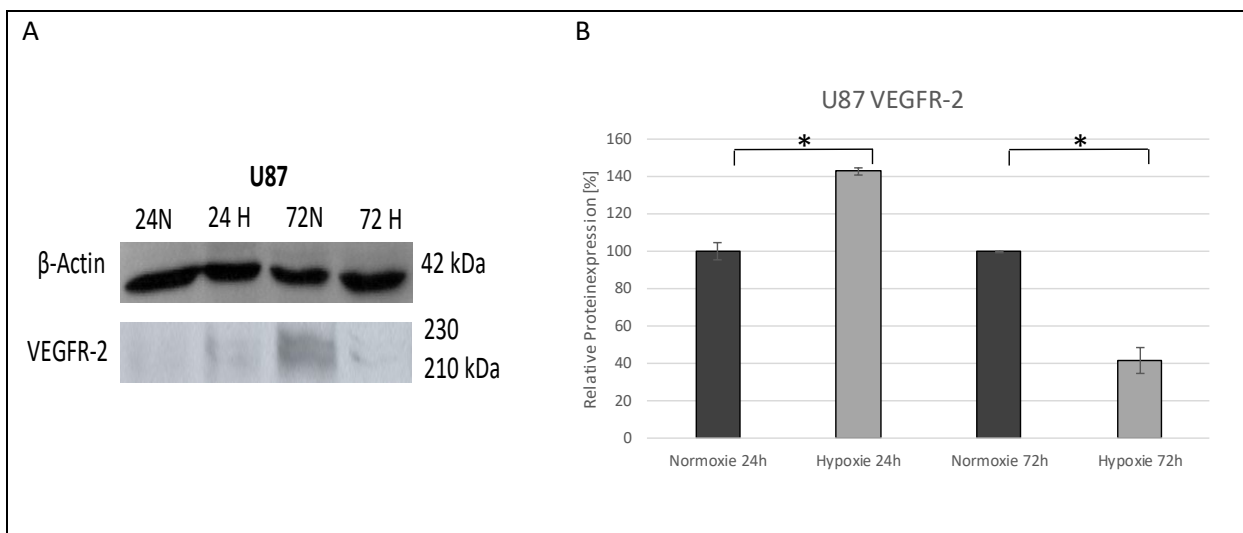 A
U87
24N 24 H 72N 72 H
β-Actin 42 kDa
VEGFR-2 230
210 kDa
B
U87 VEGFR-2
Relative Proteinexpression [%]
160
140
120
100
80
60
40
20
0
* *
Normoxie 24h Hypoxie 24h Normoxie 72h Hypoxie 72h